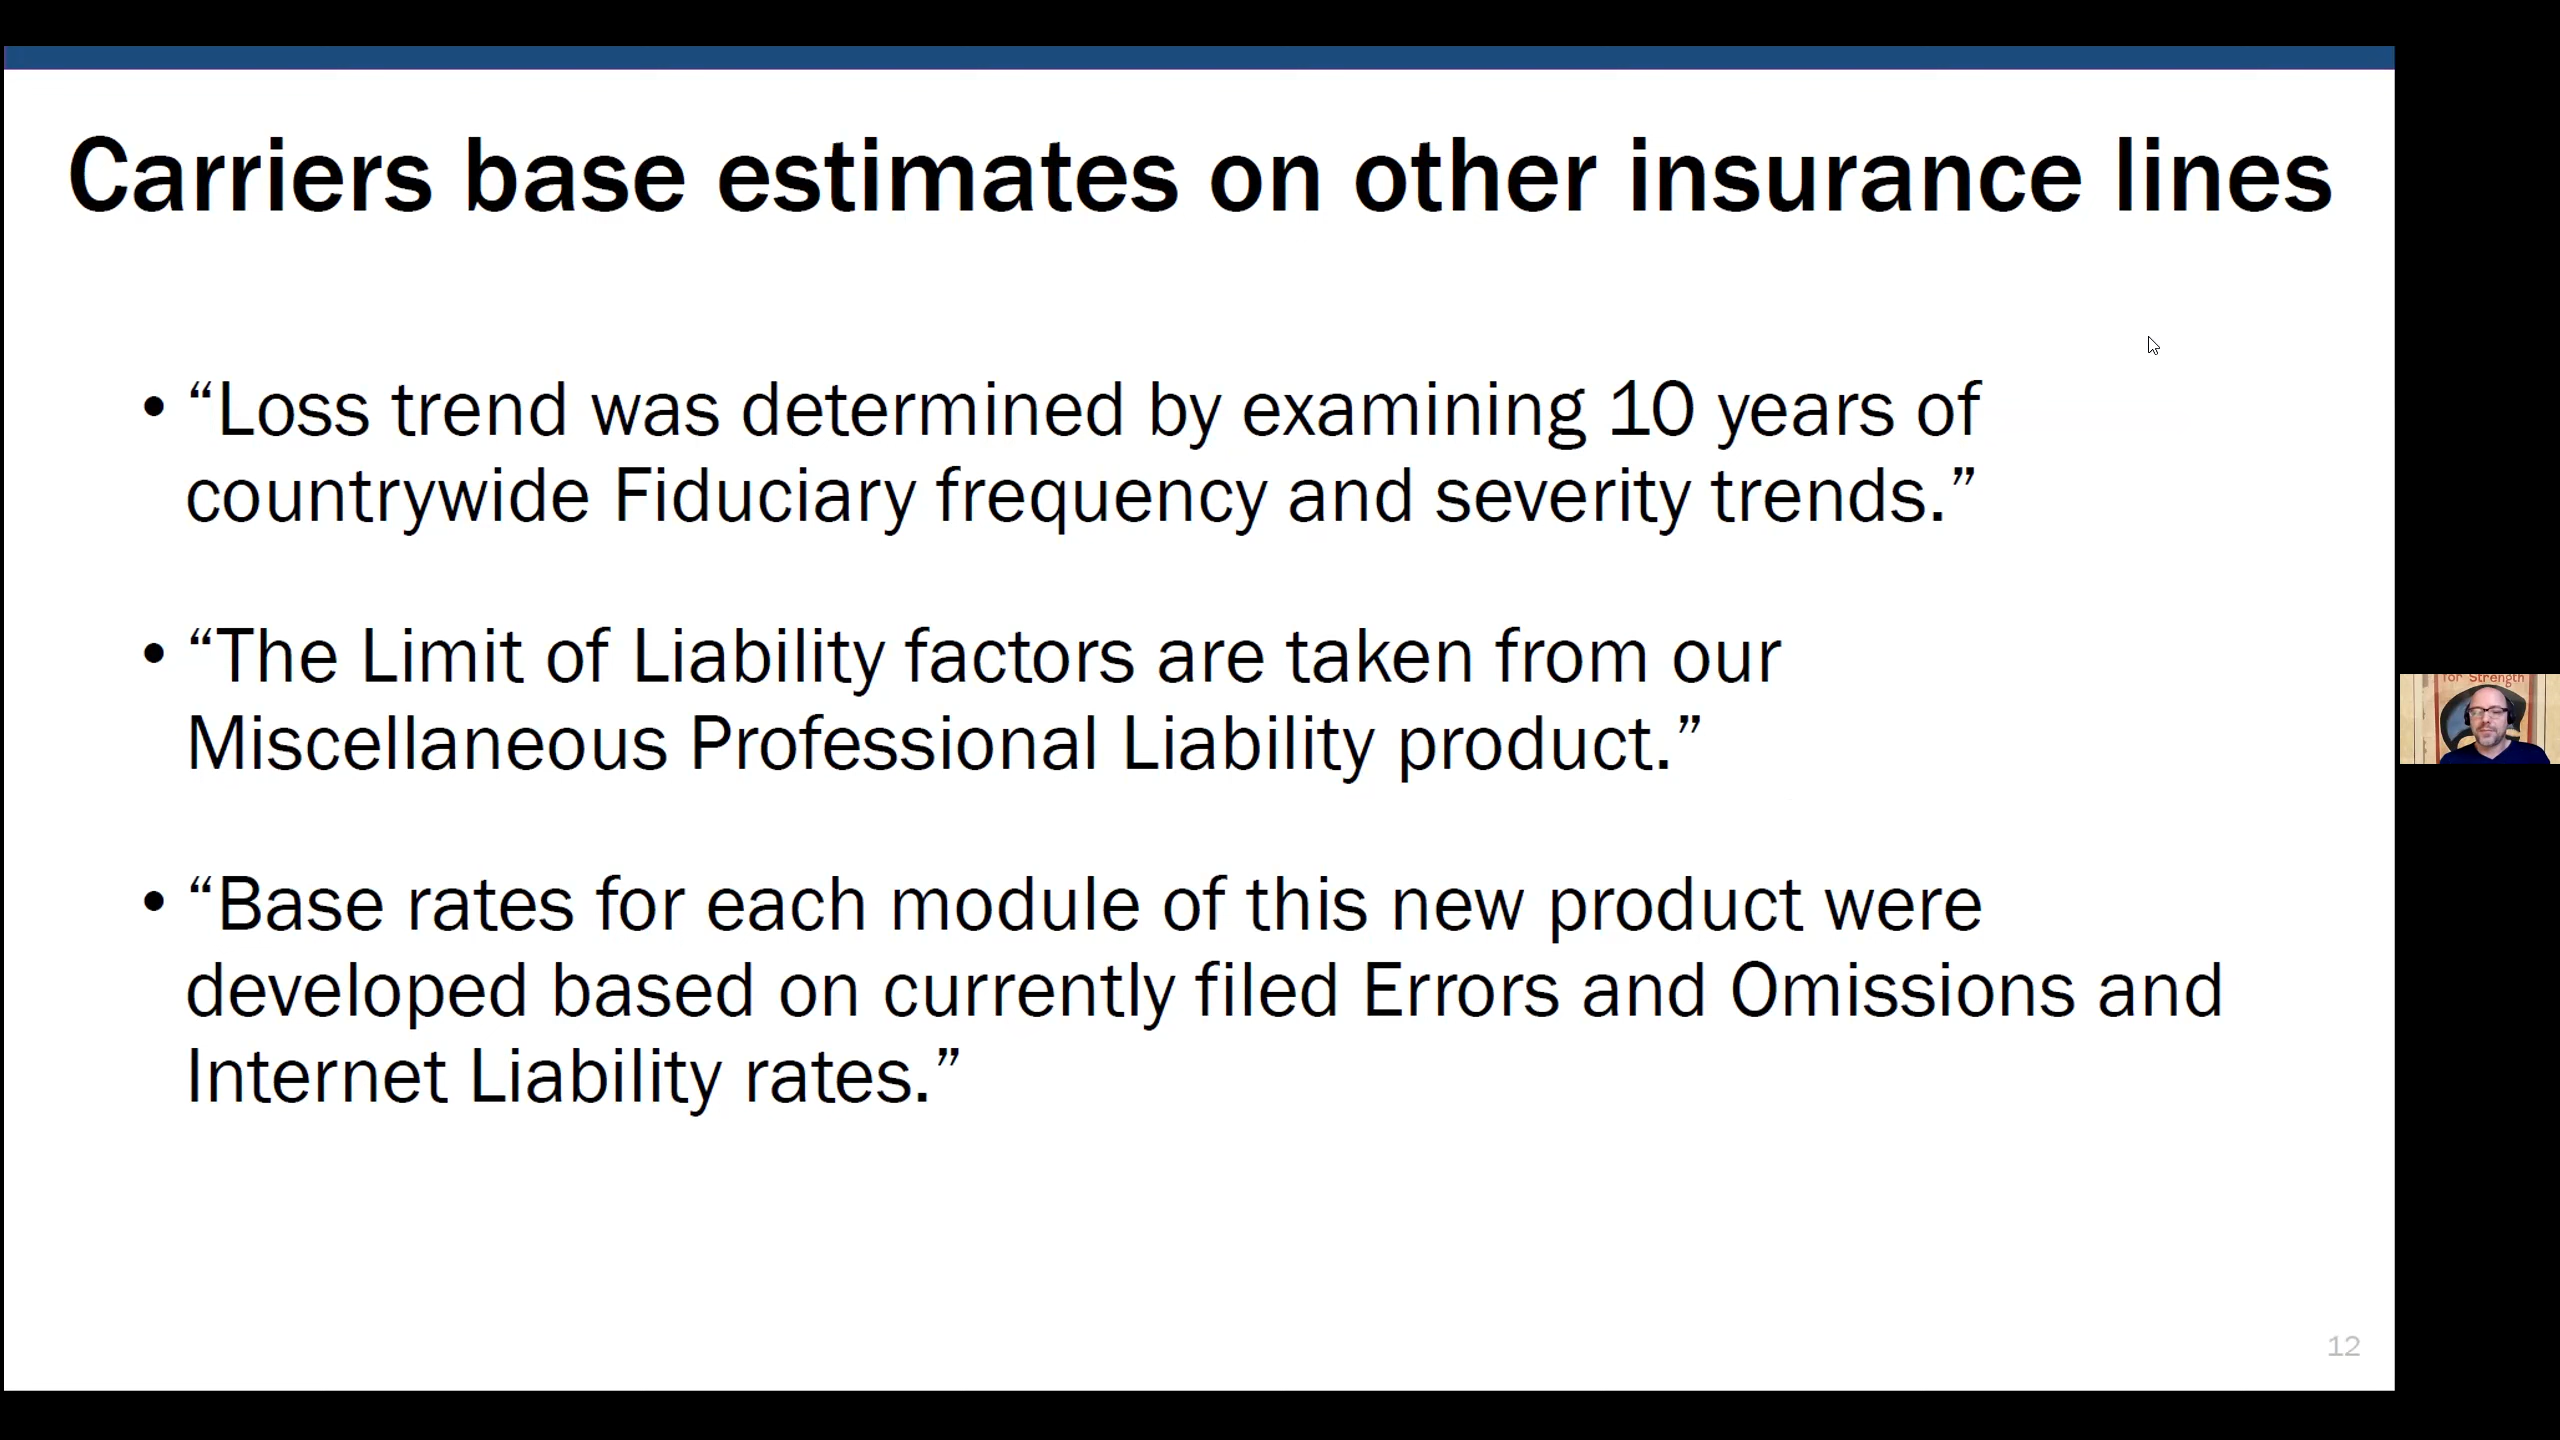 Carriers base estimates on other insurance lines
• “Loss trend was determined by examining 10 years of
countrywide Fiduciary frequency and severity trends.”
• “The Limit of Liability factors are taken from our
Miscellaneous Professional Liability product.”
• “Base rates for each module of this new product were
developed based on currently filed Errors and Omissions and
Internet Liability rates.”
for Strength
12